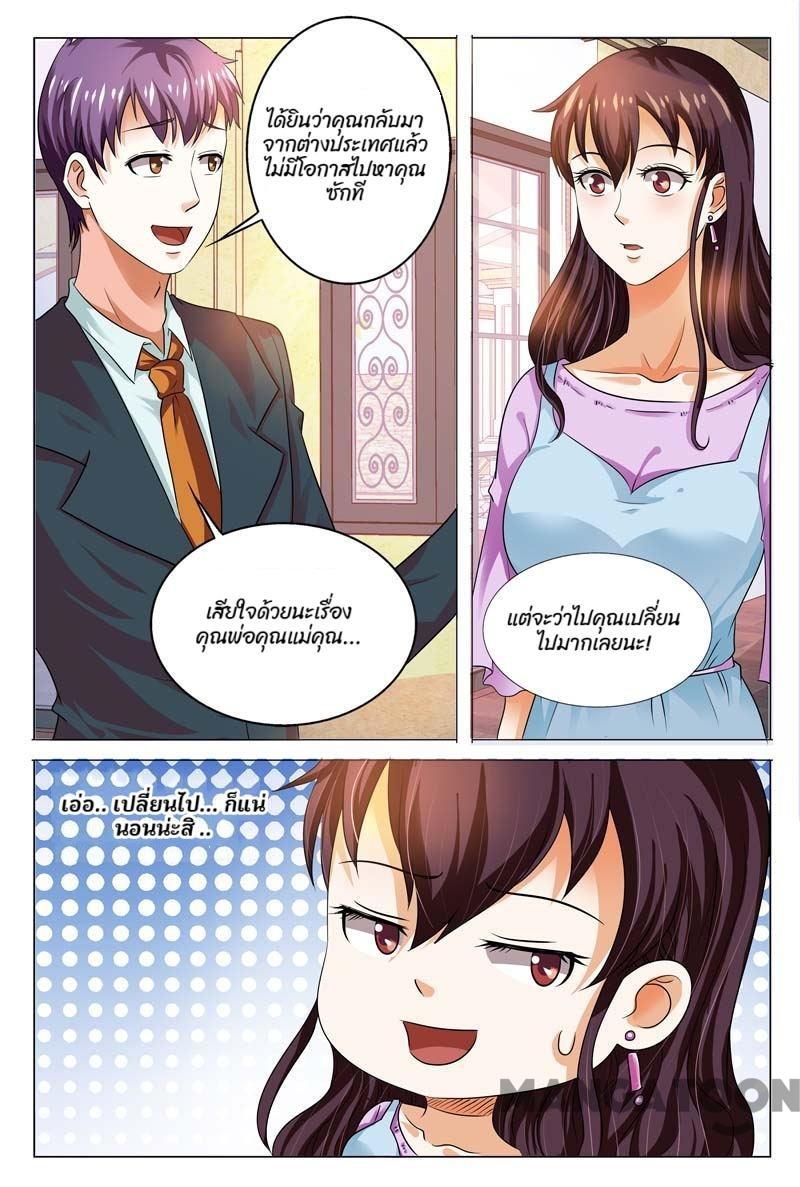 ได้ยินว่าคุณกลับมา
จากต่างประเทศแล้ว
ไม่มีโอกาสไปหาคุณ
ซักที
เสียใจด้วยนะเรื่อง
คุณพ่อคุณแม่คุณ...
แต่จะว่าไปคุณเปลี่ยน
ไปมากเลยนะ!
เอ่อ.. เปลี่ยนไป... ก็แน่
นอนน่ะสิ ..
MANGATOON